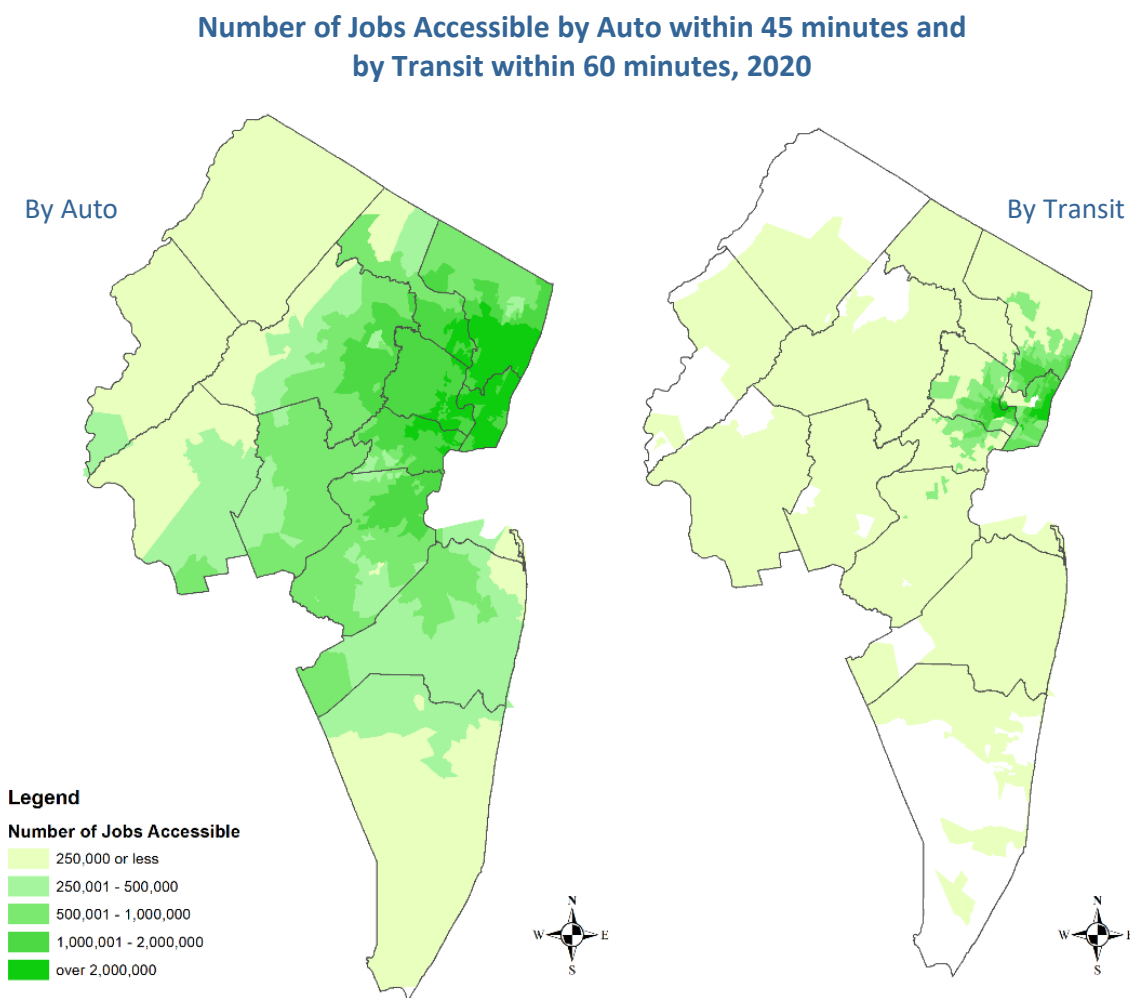 Number of Jobs Accessible by Auto within 45 minutes and
by Transit within 60 minutes, 2020
By Auto
By Transit
Legend
Number of Jobs Accessible
250,000 or less
250,001 - 500,000
500,001 - 1,000,000
1,000,001 - 2,000,000
over 2,000,000
N
W E
S
N
W E
S